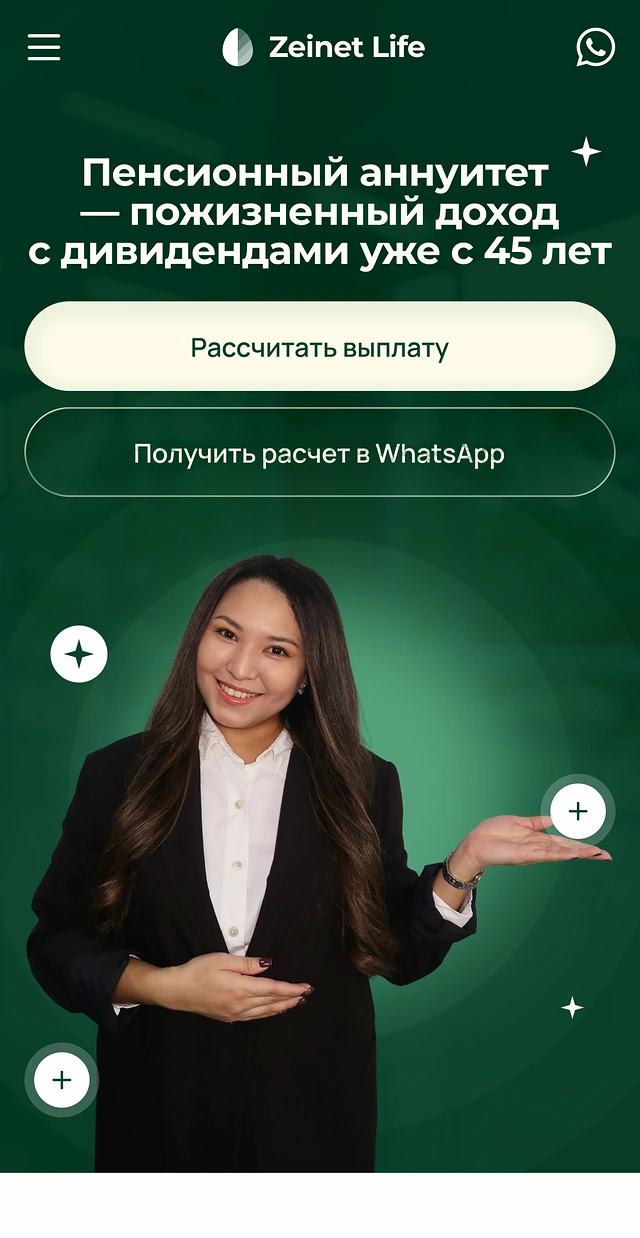 Zeinet Life
Пенсионный аннуитет
— пожизненный доход
с дивидендами уже с 45 лет
Рассчитать выплату
Получить расчет в WhatsApp